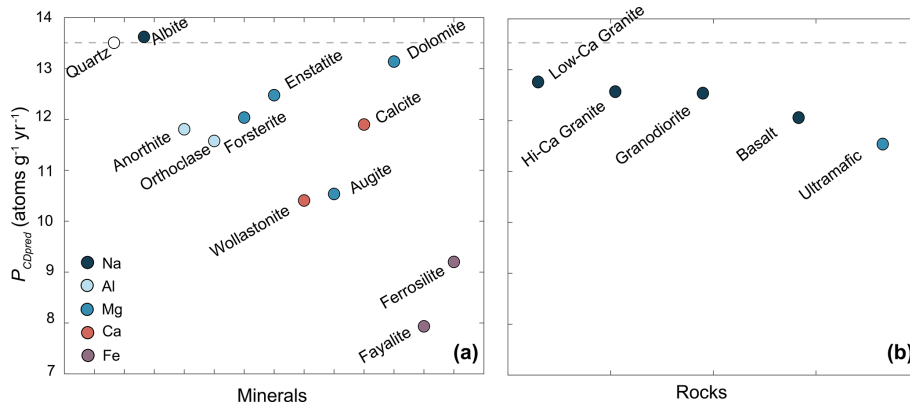 14
13
12
11
10
9
8
7
P_CDpred (atoms g⁻¹ yr⁻¹)
Quartz
Albite
Anorthite
Orthoclase
Forsterite
Enstatite
Wollastonite
Augite
Calcite
Dolomite
Fayalite
Ferrosilite
Na
Al
Mg
Ca
Fe
(a)
Minerals
Low-Ca Granite
Hi-Ca Granite
Granodiorite
Basalt
Ultramafic
(b)
Rocks